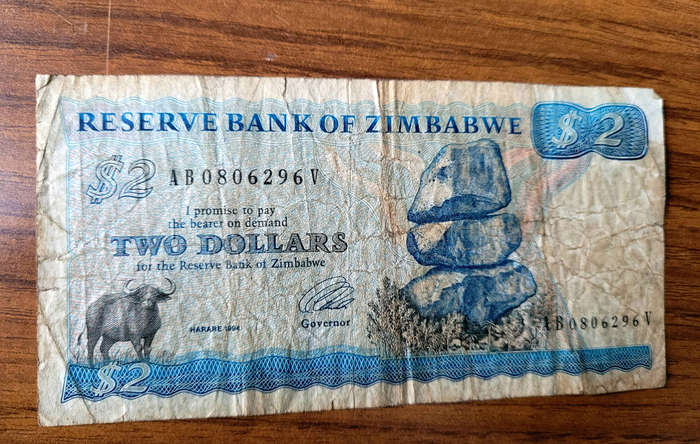 RESERVE BANK OF ZIMBABWE
$2
$2 AB0806296V
I promise to pay
the bearer on demand
TWO DOLLARS
for the Reserve Bank of Zimbabwe
HARARE 1994
Governor
AB0806296V
$2